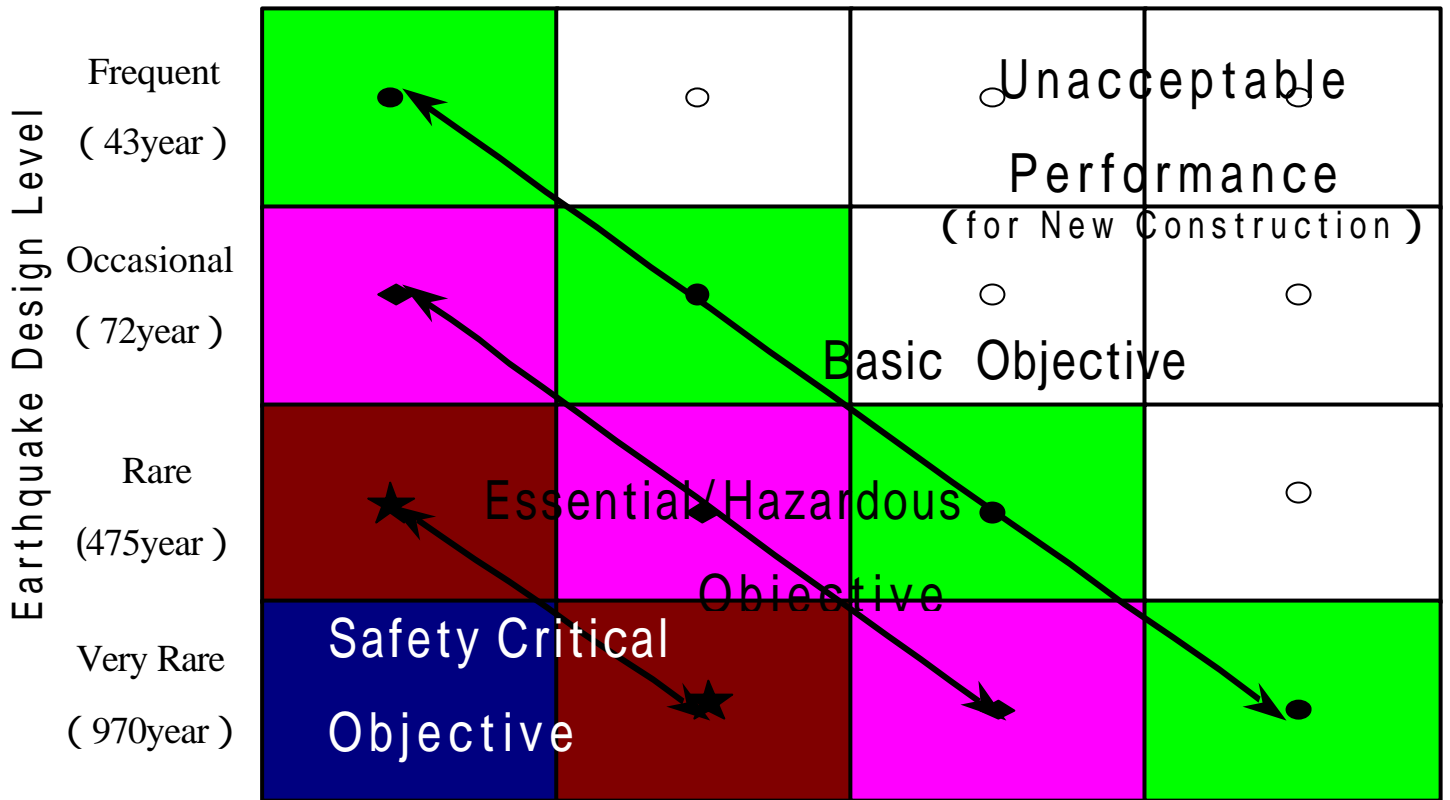 Earthquake Design Level
Frequent
( 43year )
Occasional
( 72year )
Rare
(475year )
Very Rare
( 970year )
Unacceptable
Performance
(for New Construction)
Basic Objective
Essential/Hazardous
Objective
Safety Critical
Objective